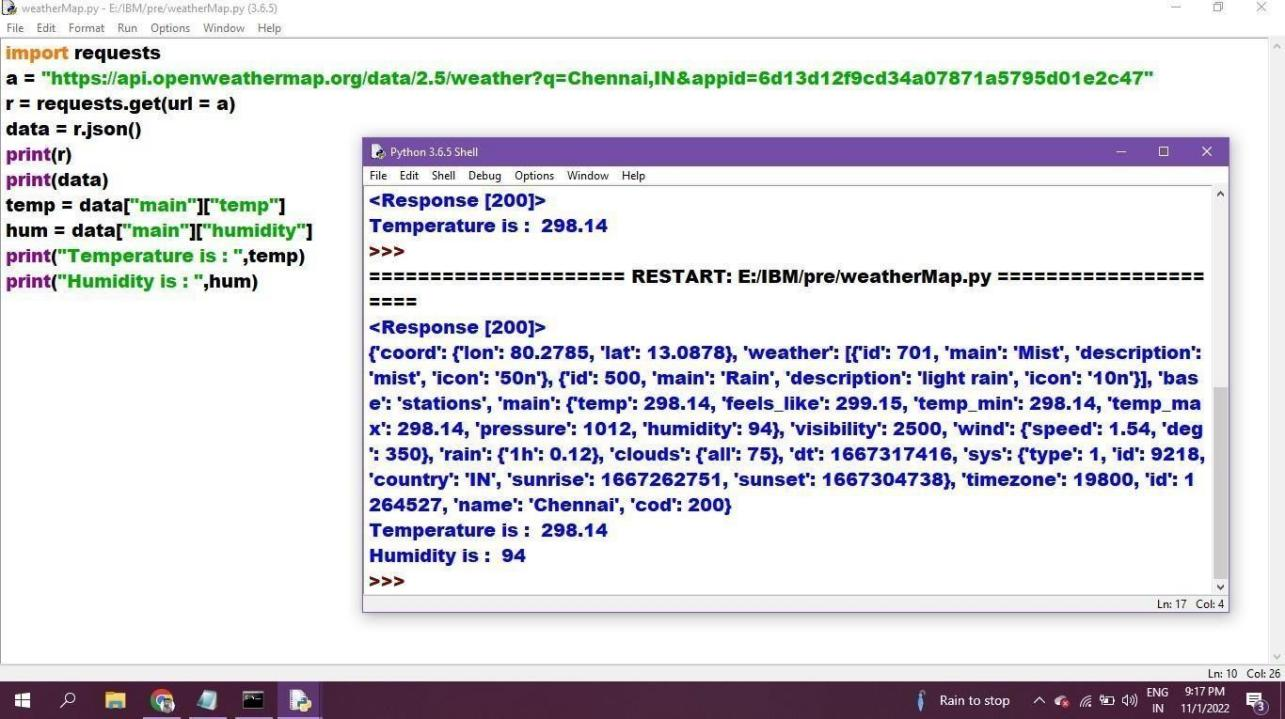 weatherMap.py - E:/IBM/pre/weatherMap.py (3.6.5)
File Edit Format Run Options Window Help
import requests
a = "https://api.openweathermap.org/data/2.5/weather?q=Chennai,IN&appid=6d13d12f9cd34a07871a5795d01e2c47"
r = requests.get(url = a)
data = r.json()
print(r)
print(data)
temp = data["main"]["temp"]
hum = data["main"]["humidity"]
print("Temperature is : ",temp)
print("Humidity is : ",hum)
Python 3.6.5 Shell
File Edit Shell Debug Options Window Help
<Response [200]>
Temperature is :  298.14
>>>
===================== RESTART: E:/IBM/pre/weatherMap.py =================
====
<Response [200]>
{'coord': {'lon': 80.2785, 'lat': 13.0878}, 'weather': [{'id': 701, 'main': 'Mist', 'description':
'mist', 'icon': '50n'}, {'id': 500, 'main': 'Rain', 'description': 'light rain', 'icon': '10n'}], 'bas
e': 'stations', 'main': {'temp': 298.14, 'feels_like': 299.15, 'temp_min': 298.14, 'temp_ma
x': 298.14, 'pressure': 1012, 'humidity': 94}, 'visibility': 2500, 'wind': {'speed': 1.54, 'deg
': 350}, 'rain': {'1h': 0.12}, 'clouds': {'all': 75}, 'dt': 1667317416, 'sys': {'type': 1, 'id': 9218,
'country': 'IN', 'sunrise': 1667262751, 'sunset': 1667304738}, 'timezone': 19800, 'id': 1
264527, 'name': 'Chennai', 'cod': 200}
Temperature is :  298.14
Humidity is :  94
>>>
Ln: 17 Col: 4
Ln: 10 Col: 26
Rain to stop
ENG
IN
9:17 PM
11/1/2022
3